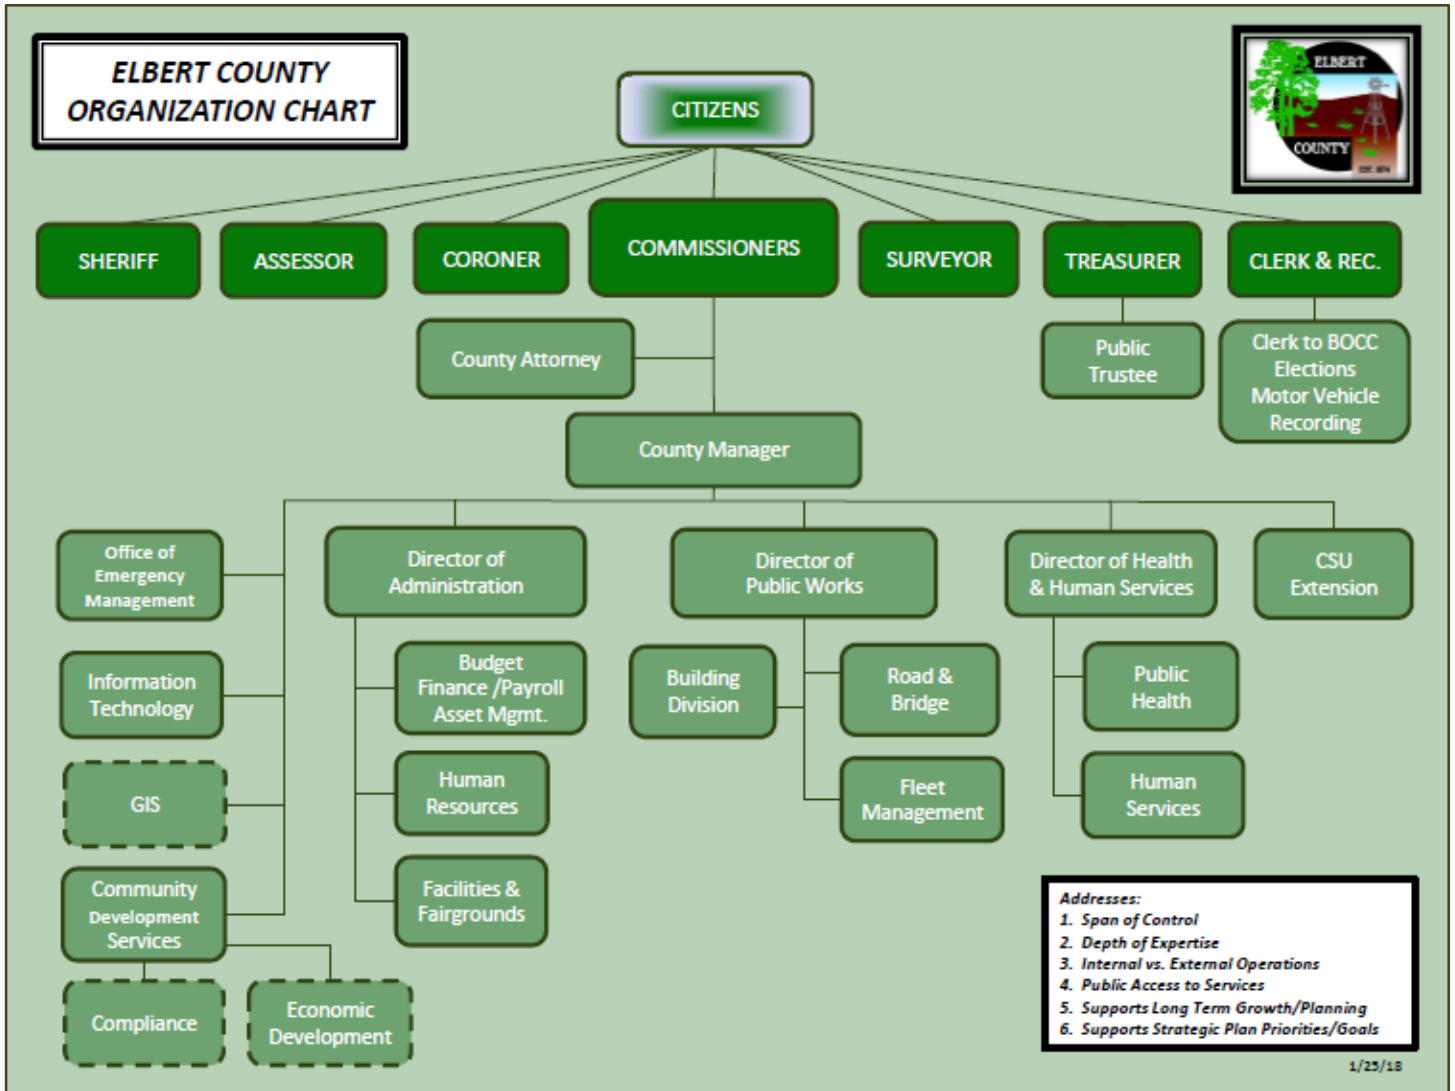 ELBERT COUNTY
ORGANIZATION CHART
ELBERT
COUNTY
EST. 1874
CITIZENS
SHERIFF
ASSESSOR
CORONER
COMMISSIONERS
SURVEYOR
TREASURER
CLERK & REC.
County Attorney
Public
Trustee
Clerk to BOCC
Elections
Motor Vehicle
Recording
County Manager
Office of
Emergency
Management
Director of
Administration
Director of
Public Works
Director of Health
& Human Services
CSU
Extension
Information
Technology
Budget
Finance /Payroll
Asset Mgmt.
Building
Division
Road &
Bridge
Public
Health
GIS
Human
Resources
Fleet
Management
Human
Services
Community
Development
Services
Facilities &
Fairgrounds
Compliance
Economic
Development
Addresses:
1. Span of Control
2. Depth of Expertise
3. Internal vs. External Operations
4. Public Access to Services
5. Supports Long Term Growth/Planning
6. Supports Strategic Plan Priorities/Goals
1/25/18